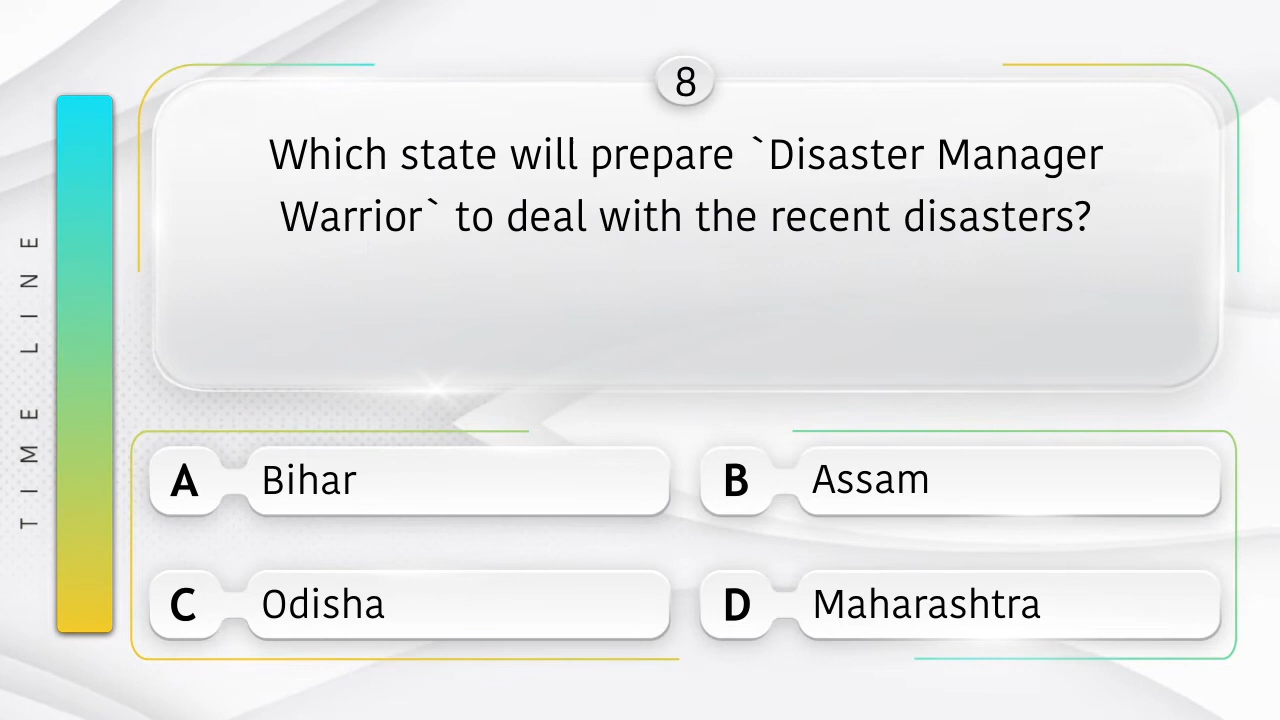 8
Which state will prepare `Disaster Manager
Warrior` to deal with the recent disasters?
TIME LINE
A Bihar
B Assam
C Odisha
D Maharashtra